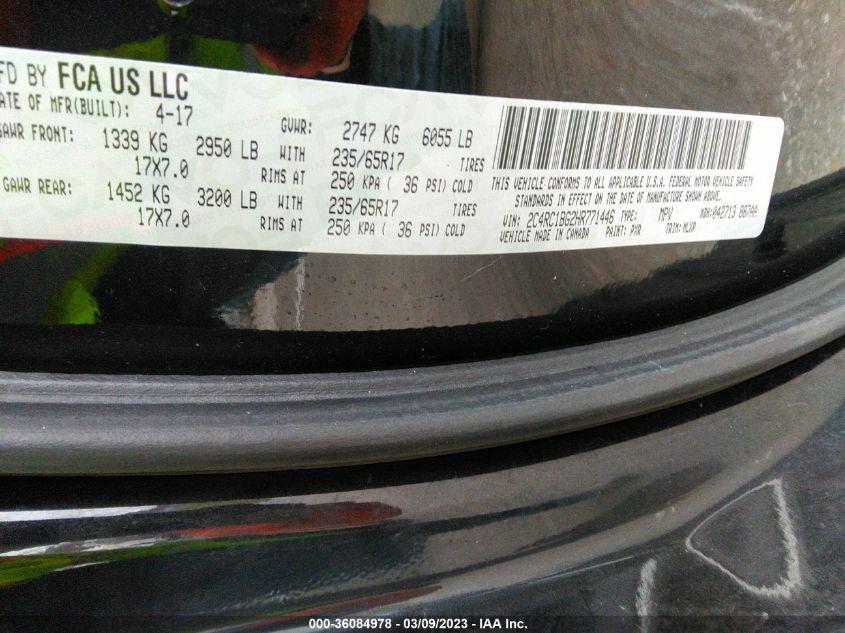 FD BY FCA US LLC
ATE OF MFR(BUILT): 4-17
GVWR: 2747 KG 6055 LB
GAWR FRONT: 1339 KG 2950 LB WITH 235/65R17 TIRES
17X7.0 RIMS AT 250 KPA ( 36 PSI) COLD
GAWR REAR: 1452 KG 3200 LB WITH 235/65R17 TIRES
17X7.0 RIMS AT 250 KPA ( 36 PSI) COLD
THIS VEHICLE CONFORMS TO ALL APPLICABLE U.S.A. FEDERAL MOTOR VEHICLE SAFETY
STANDARDS IN EFFECT ON THE DATE OF MANUFACTURE SHOWN ABOVE.
VIN: 2C4RC1BG2HR771446 TYPE: MPV MDH:042713 887AA
VEHICLE MADE IN CANADA PAINT: PXR TRIM:
000-36084978 - 03/09/2023 - IAA Inc.